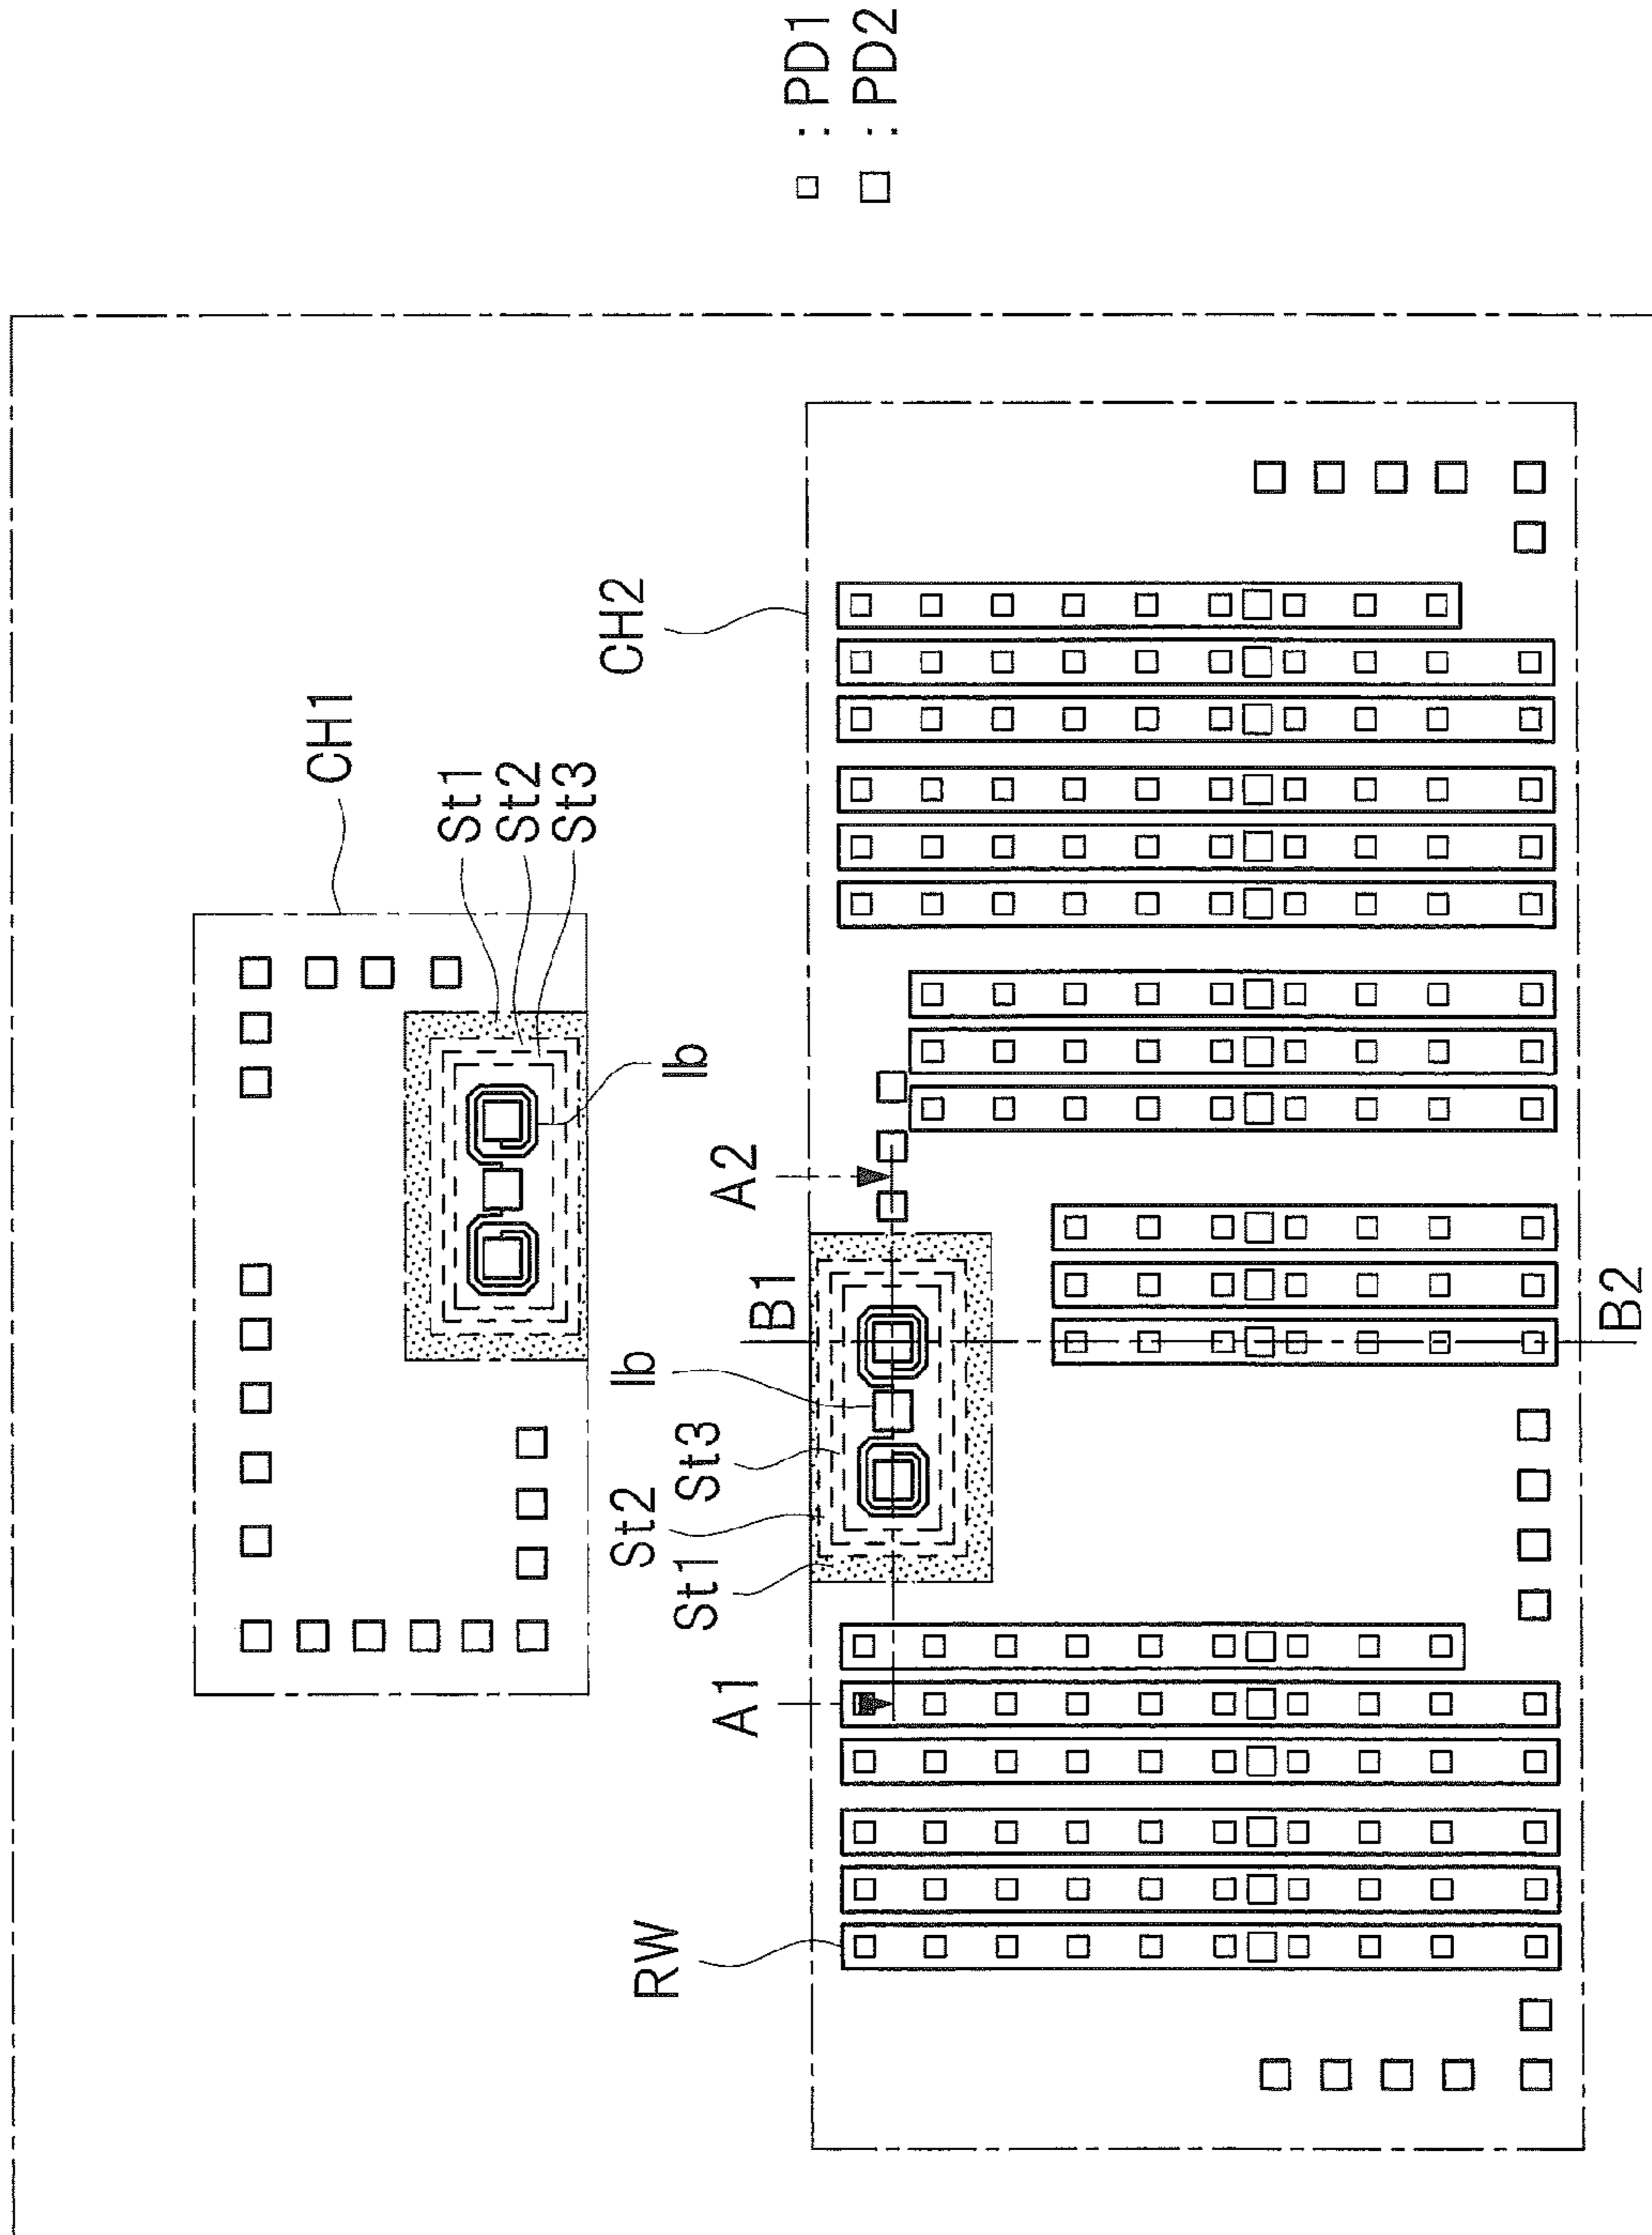 CH1
St1
St2
St3
CH2
St2
RW
Ib
Ib
St1
St3
A1
A2
B1
□ : PD1
□ : PD2
B2